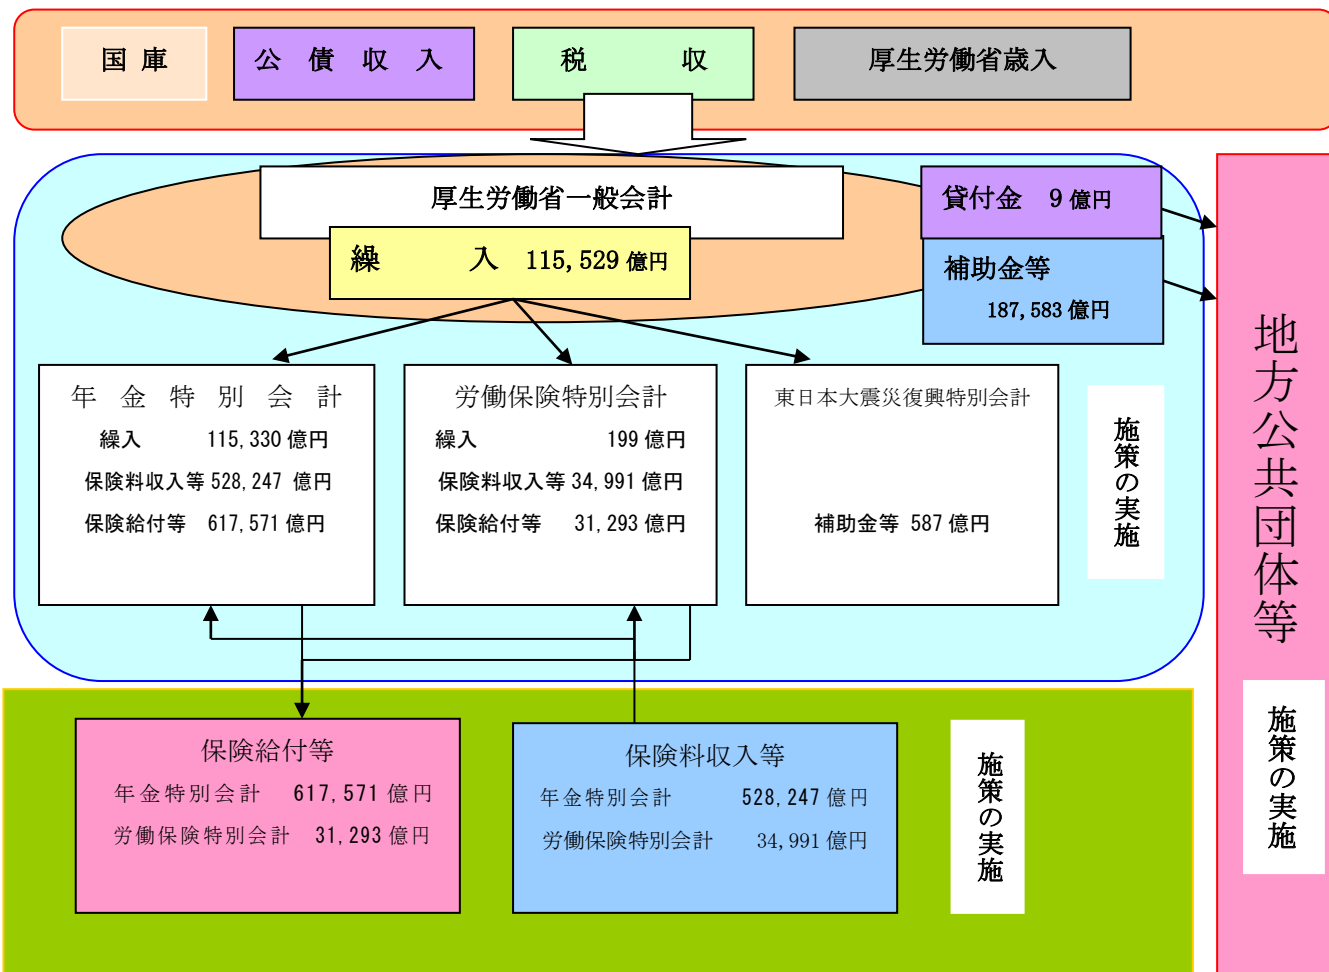 国 庫
公 債 収 入
税 収
厚生労働省歳入
厚生労働省一般会計
繰 入 115,529 億円
貸付金 9 億円
補助金等
187,583 億円
年 金 特 別 会 計
繰入 115,330 億円
保険料収入等 528,247 億円
保険給付等 617,571 億円
労働保険特別会計
繰入 199 億円
保険料収入等 34,991 億円
保険給付等 31,293 億円
東日本大震災復興特別会計
補助金等 587 億円
施策の実施
地方公共団体等
施策の実施
保険給付等
年金特別会計 617,571 億円
労働保険特別会計 31,293 億円
保険料収入等
年金特別会計 528,247 億円
労働保険特別会計 34,991 億円
施策の実施